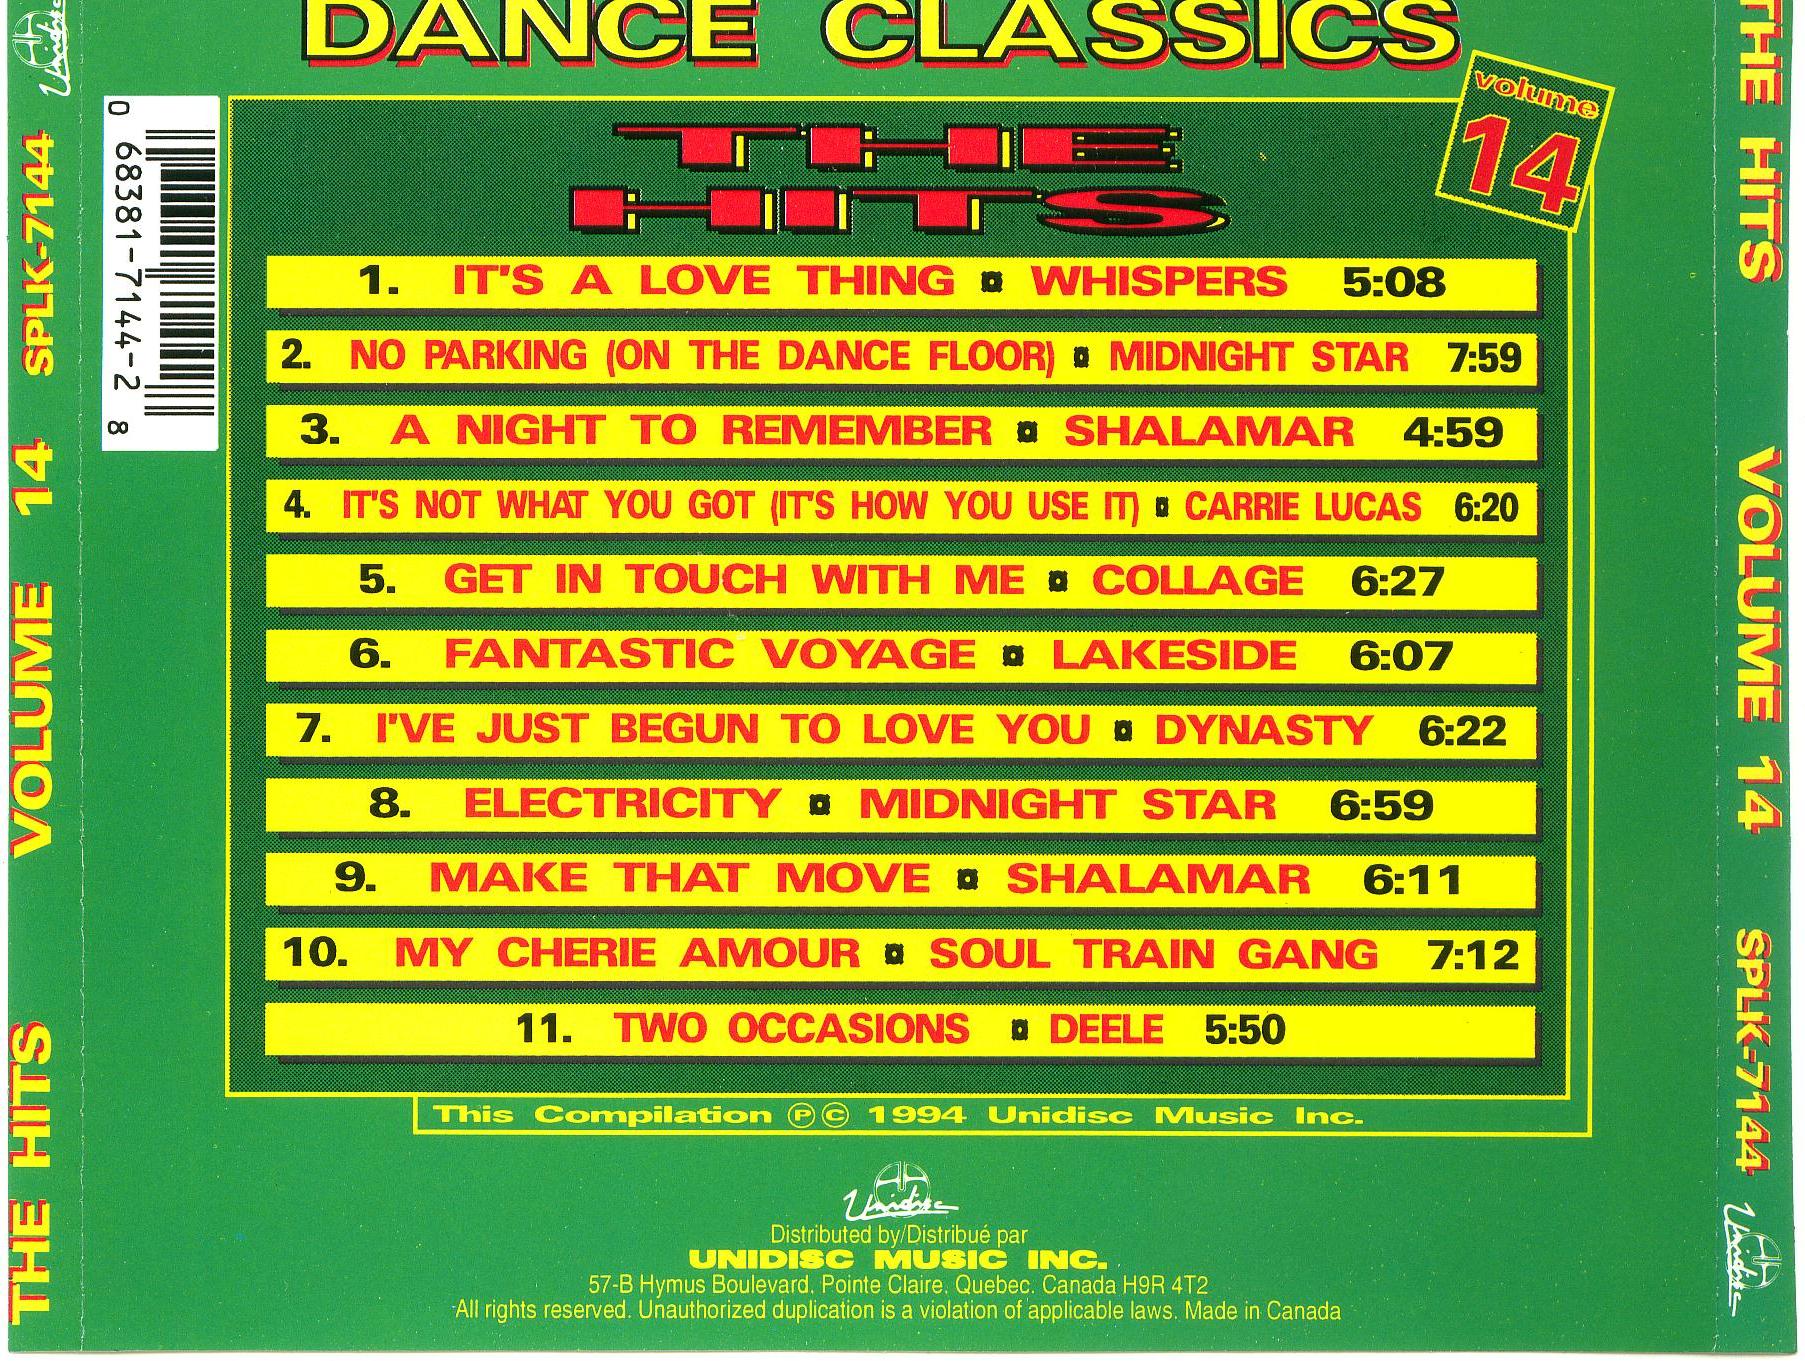 DANCE CLASSICS
volume
14
THE
HITS
1. IT'S A LOVE THING ¤ WHISPERS 5:08
2. NO PARKING (ON THE DANCE FLOOR) ¤ MIDNIGHT STAR 7:59
3. A NIGHT TO REMEMBER ¤ SHALAMAR 4:59
4. IT'S NOT WHAT YOU GOT (IT'S HOW YOU USE IT) ¤ CARRIE LUCAS 6:20
5. GET IN TOUCH WITH ME ¤ COLLAGE 6:27
6. FANTASTIC VOYAGE ¤ LAKESIDE 6:07
7. I'VE JUST BEGUN TO LOVE YOU ¤ DYNASTY 6:22
8. ELECTRICITY ¤ MIDNIGHT STAR 6:59
9. MAKE THAT MOVE ¤ SHALAMAR 6:11
10. MY CHERIE AMOUR ¤ SOUL TRAIN GANG 7:12
11. TWO OCCASIONS ¤ DEELE 5:50
This Compilation ℗ © 1994 Unidisc Music Inc.
Unidisc
Distributed by/Distribué par
UNIDISC MUSIC INC.
57-B Hymus Boulevard, Pointe Claire, Quebec, Canada H9R 4T2
All rights reserved. Unauthorized duplication is a violation of applicable laws. Made in Canada
0 68381-7144-2 8
THE HITS VOLUME 14 SPLK-7144 Unidisc
THE HITS VOLUME 14 SPLK-7144 Unidisc